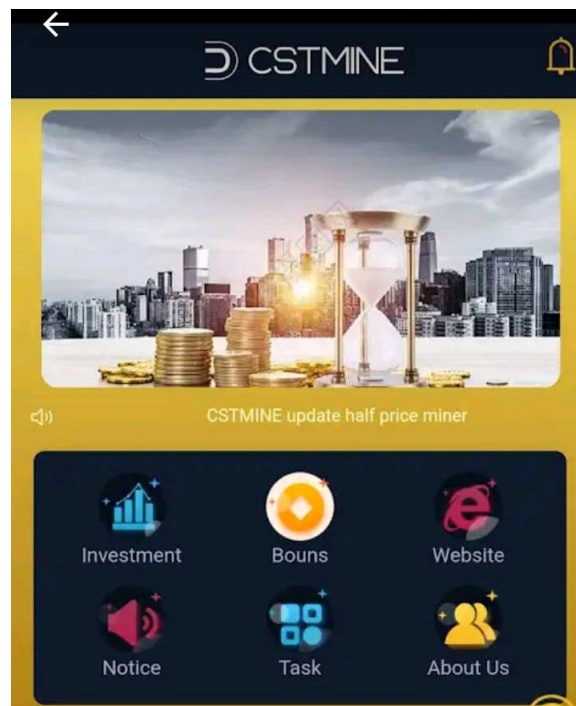 CSTMINE
CSTMINE update half price miner
Investment
Bouns
Website
Notice
Task
About Us